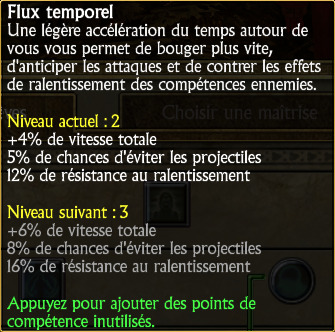 Flux temporel
Une légère accélération du temps autour de
vous vous permet de bouger plus vite,
d'anticiper les attaques et de contrer les effets
de ralentissement des compétences ennemies.
Choisir une maîtrise
Niveau actuel : 2
+4% de vitesse totale
5% de chances d'éviter les projectiles
12% de résistance au ralentissement
Niveau suivant : 3
+6% de vitesse totale
8% de chances d'éviter les projectiles
16% de résistance au ralentissement
Appuyez pour ajouter des points de
compétence inutilisés.